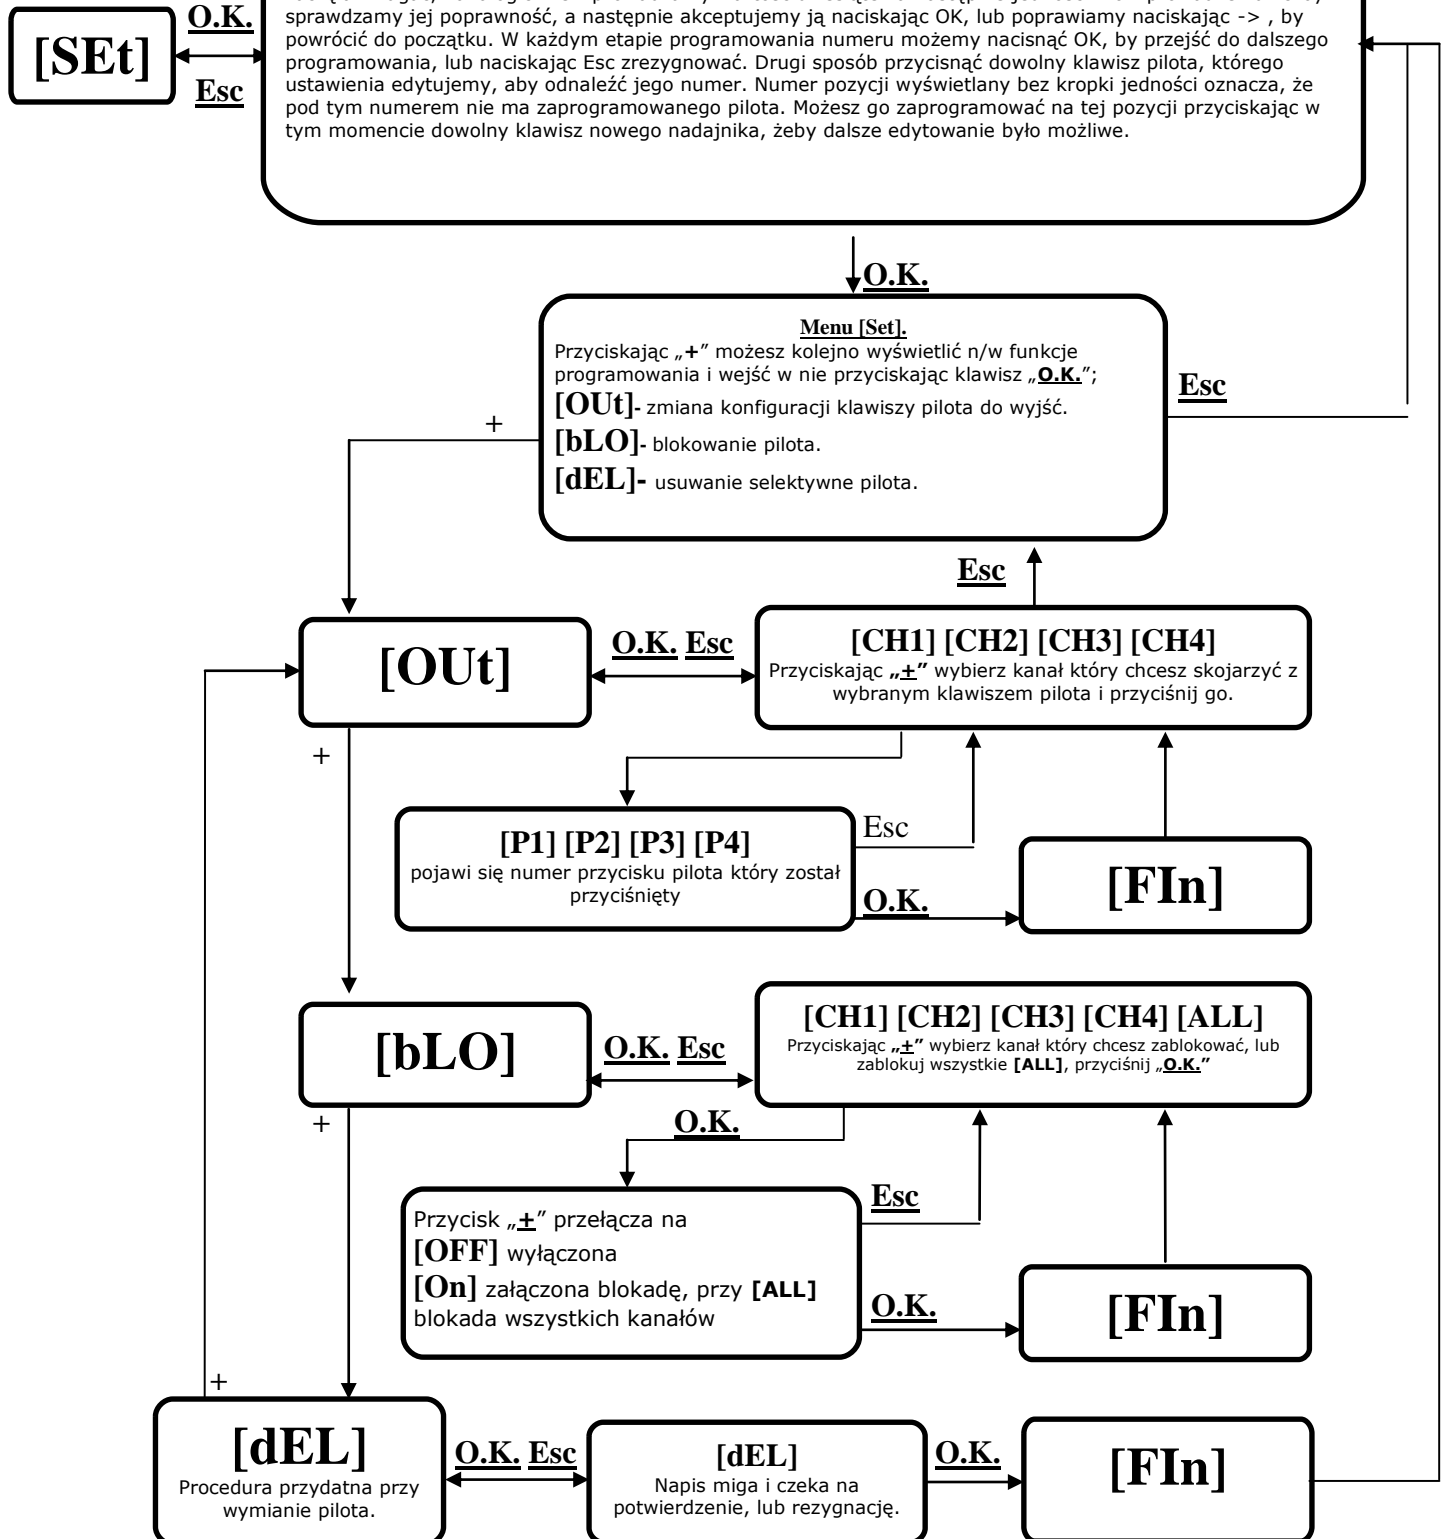 O.K.
[SEt]
Esc
sprawdzamy jej poprawność, a następnie akceptujemy ją naciskając OK, lub poprawiamy naciskając -> , by
powrócić do początku. W każdym etapie programowania numeru możemy nacisnąć OK, by przejść do dalszego
programowania, lub naciskając Esc zrezygnować. Drugi sposób przycisnąć dowolny klawisz pilota, którego
ustawienia edytujemy, aby odnaleźć jego numer. Numer pozycji wyświetlany bez kropki jedności oznacza, że
pod tym numerem nie ma zaprogramowanego pilota. Możesz go zaprogramować na tej pozycji przyciskając w
tym momencie dowolny klawisz nowego nadajnika, żeby dalsze edytowanie było możliwe.
O.K.
Menu [Set].
Przyciskając „+” możesz kolejno wyświetlić n/w funkcje
programowania i wejść w nie przyciskając klawisz „O.K.”;
[OUt]- zmiana konfiguracji klawiszy pilota do wyjść.
[bLO]- blokowanie pilota.
[dEL]- usuwanie selektywne pilota.
Esc
+
Esc
[OUt]
O.K. Esc
[CH1] [CH2] [CH3] [CH4]
Przyciskając „+” wybierz kanał który chcesz skojarzyć z
wybranym klawiszem pilota i przyciśnij go.
+
[P1] [P2] [P3] [P4]
pojawi się numer przycisku pilota który został
przyciśnięty
Esc
O.K.
[FIn]
[bLO]
O.K. Esc
[CH1] [CH2] [CH3] [CH4] [ALL]
Przyciskając „+” wybierz kanał który chcesz zablokować, lub
zablokuj wszystkie [ALL], przyciśnij „O.K.”
+
O.K.
Przycisk „+” przełącza na
[OFF] wyłączona
[On] załączona blokadę, przy [ALL]
blokada wszystkich kanałów
Esc
O.K.
[FIn]
+
[dEL]
Procedura przydatna przy
wymianie pilota.
O.K. Esc
[dEL]
Napis miga i czeka na
potwierdzenie, lub rezygnację.
O.K.
[FIn]